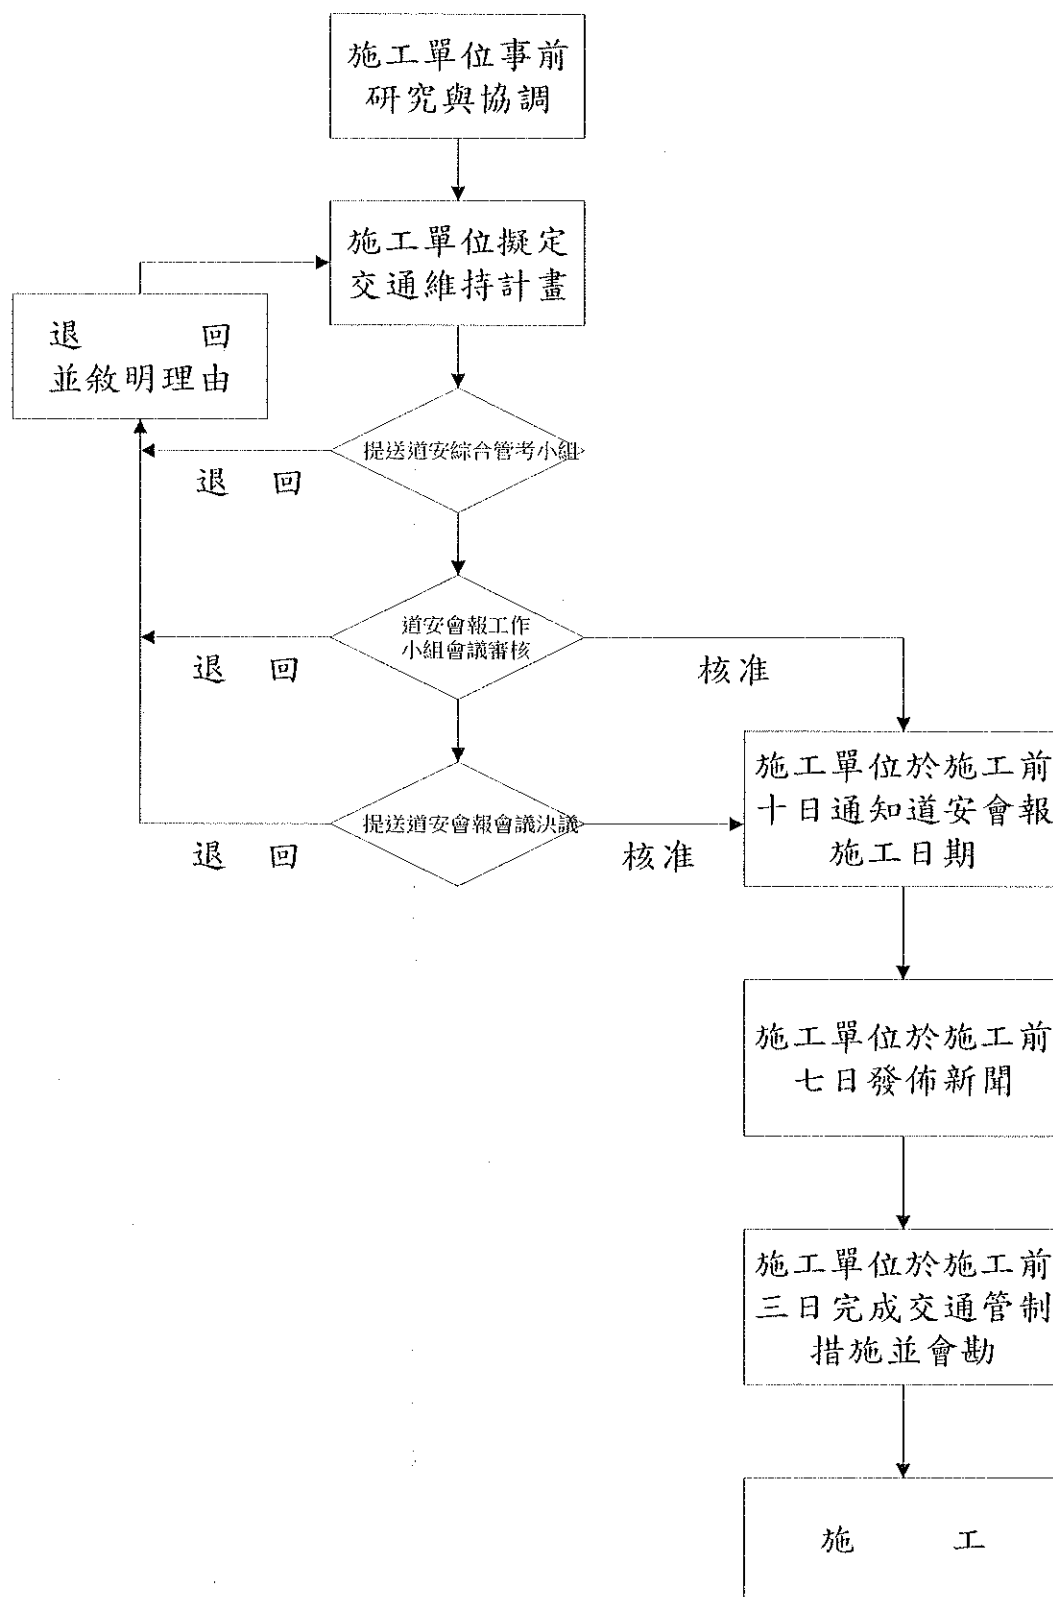 施工單位事前
研究與協調
施工單位擬定
交通維持計畫
退 回
並敘明理由
提送道安綜合管考小組
退 回
道安會報工作
小組會議審核
退 回
核准
提送道安會報會議決議
退 回
核准
施工單位於施工前
十日通知道安會報
施工日期
施工單位於施工前
七日發佈新聞
施工單位於施工前
三日完成交通管制
措施並會勘
施 工